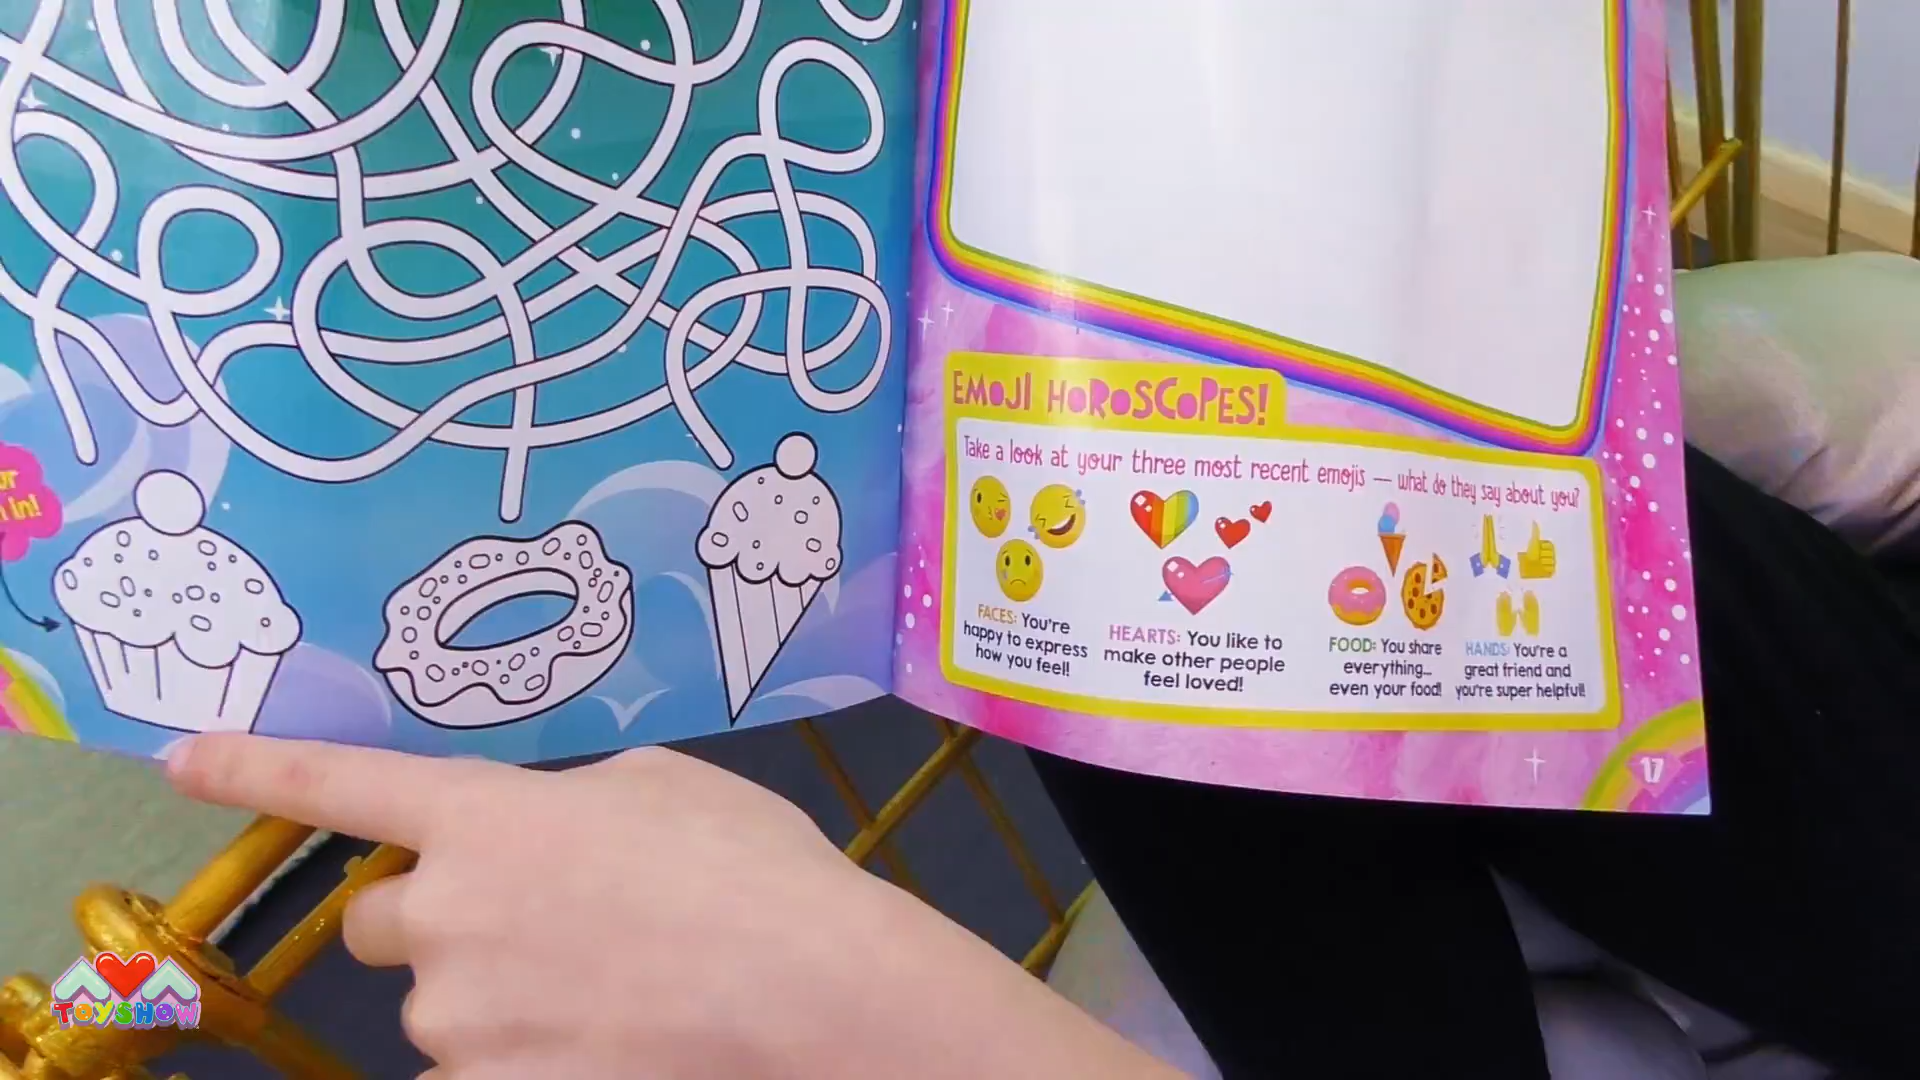 in!
EMOJI HOROSCOPES!
Take a look at your three most recent emojis — what do they say about you?
FACES: You're
happy to express
how you feel!
HEARTS: You like to
make other people
feel loved!
FOOD: You share
everything...
even your food!
HANDS: You're a
great friend and
you're super helpful!
17
TOYSHOW